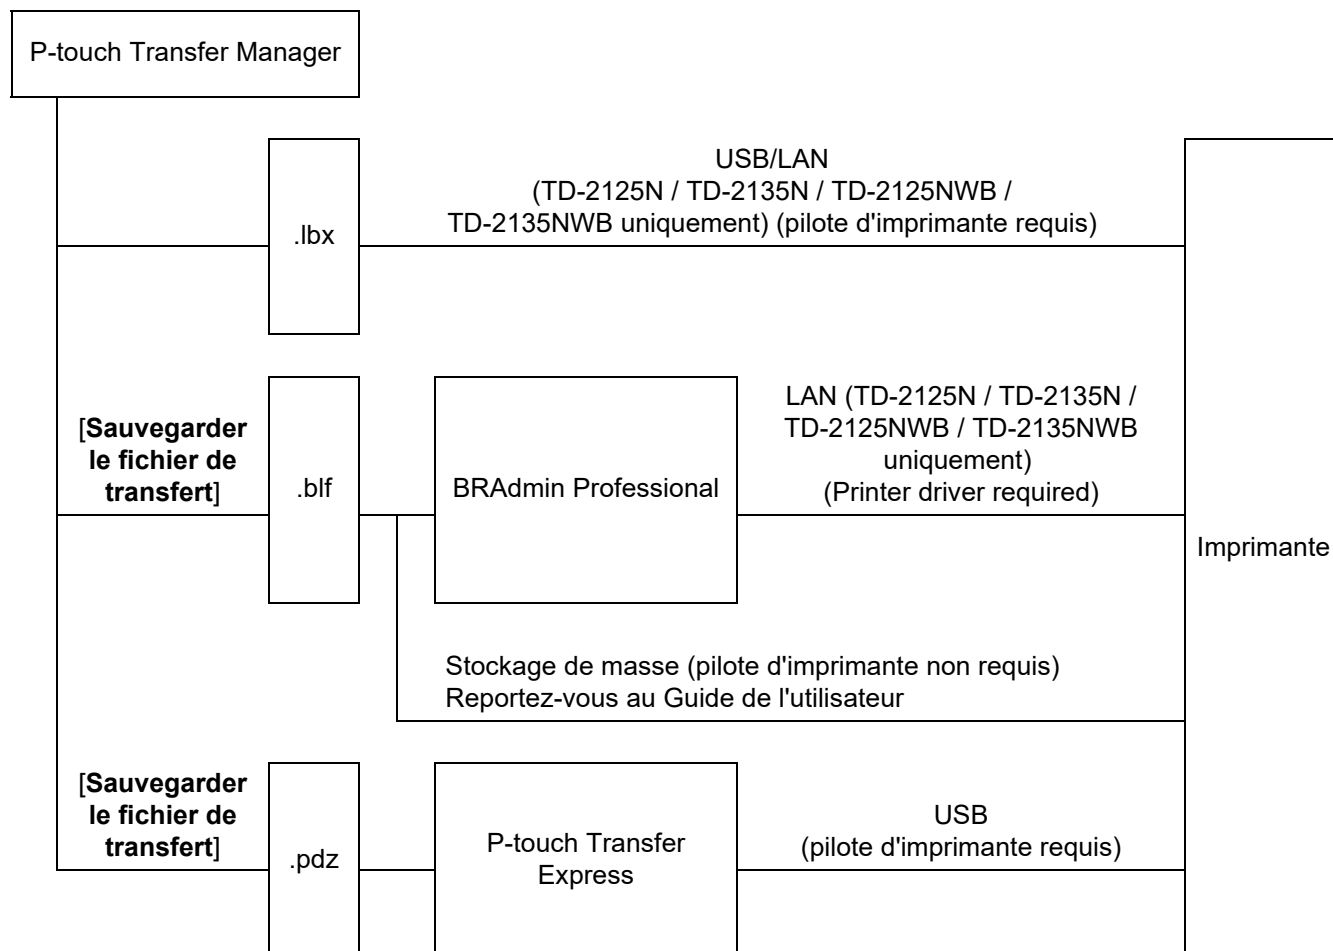 P-touch Transfer Manager
USB/LAN
(TD-2125N / TD-2135N / TD-2125NWB /
TD-2135NWB uniquement) (pilote d'imprimante requis)
.lbx
[Sauvegarder
le fichier de
transfert]
.blf
BRAdmin Professional
LAN (TD-2125N / TD-2135N /
TD-2125NWB / TD-2135NWB
uniquement)
(Printer driver required)
Imprimante
Stockage de masse (pilote d'imprimante non requis)
Reportez-vous au Guide de l'utilisateur
[Sauvegarder
le fichier de
transfert]
.pdz
P-touch Transfer
Express
USB
(pilote d'imprimante requis)